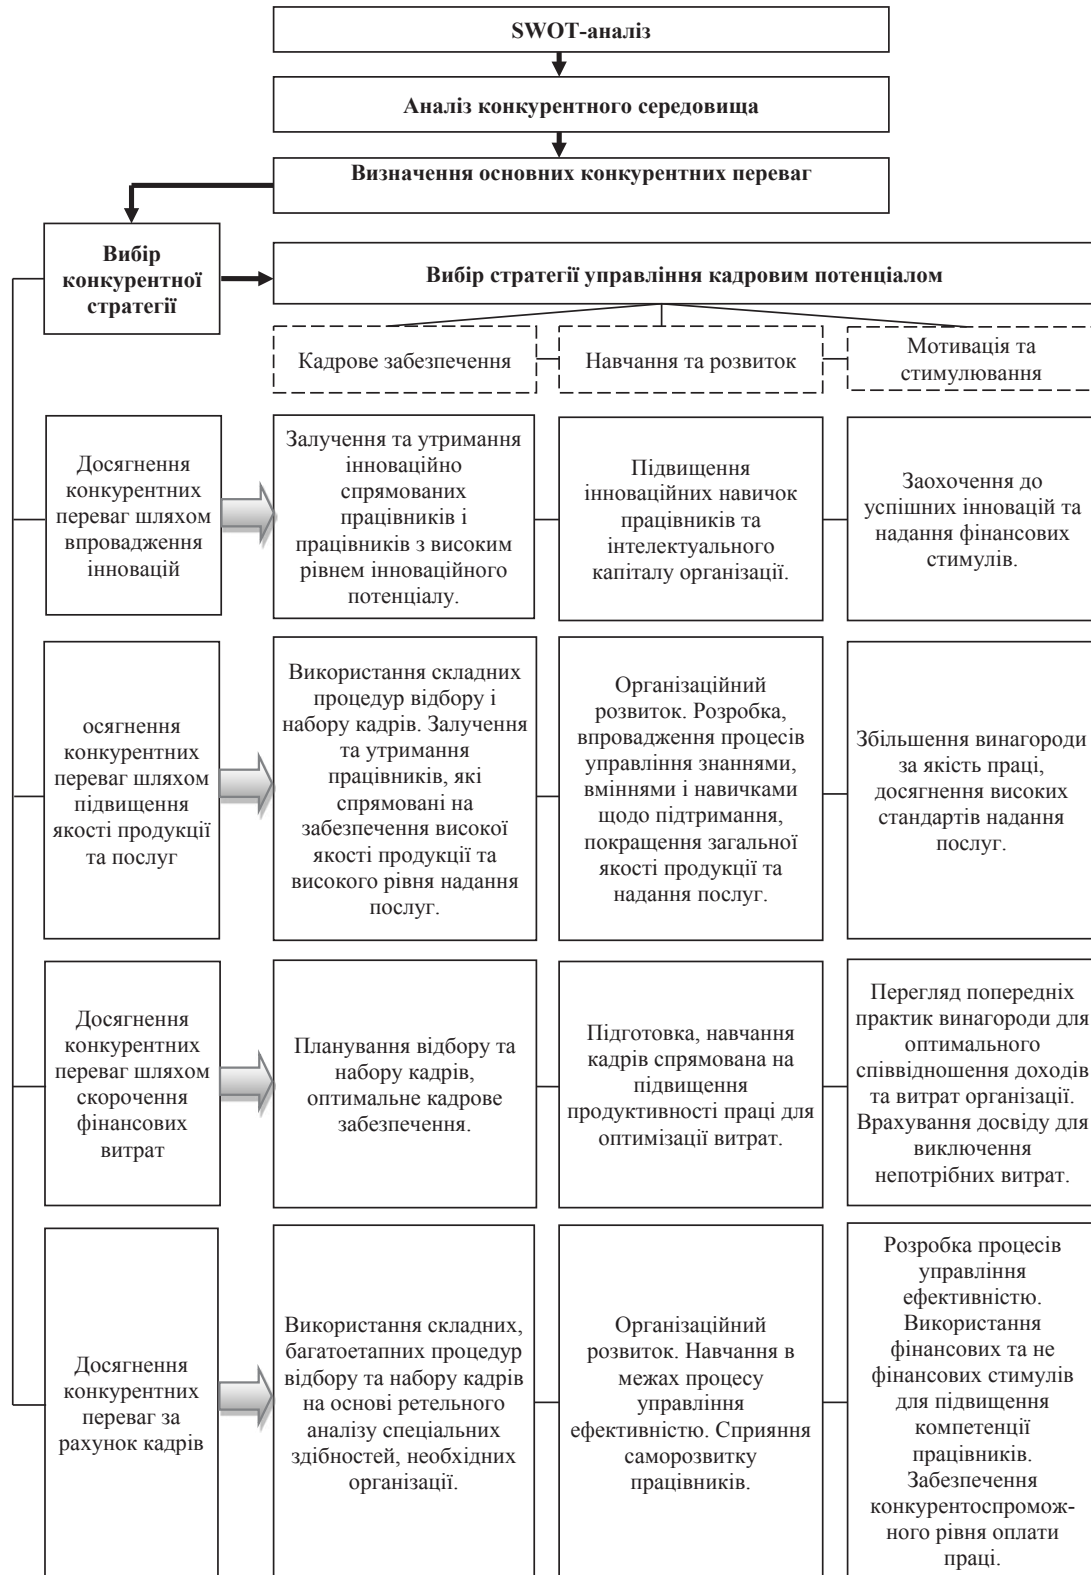 SWOT-аналіз
Аналіз конкурентного середовища
Визначення основних конкурентних переваг
Вибір
конкурентної
стратегії
Вибір стратегії управління кадровим потенціалом
Кадрове забезпечення
Навчання та розвиток
Мотивація та
стимулювання
Досягнення
конкурентних
переваг шляхом
впровадження
інновацій
Залучення та утримання
інноваційно
спрямованих
працівників і
працівників з високим
рівнем інноваційного
потенціалу.
Підвищення
інноваційних навичок
працівників та
інтелектуального
капіталу організації.
Заохочення до
успішних інновацій та
надання фінансових
стимулів.
осягнення
конкурентних
переваг шляхом
підвищення
якості продукції
та послуг
Використання складних
процедур відбору і
набору кадрів. Залучення
та утримання
працівників, які
спрямовані на
забезпечення високої
якості продукції та
високого рівня надання
послуг.
Організаційний
розвиток. Розробка,
впровадження процесів
управління знаннями,
вміннями і навичками
щодо підтримання,
покращення загальної
якості продукції та
надання послуг.
Збільшення винагороди
за якість праці,
досягнення високих
стандартів надання
послуг.
Досягнення
конкурентних
переваг шляхом
скорочення
фінансових
витрат
Планування відбору та
набору кадрів,
оптимальне кадрове
забезпечення.
Підготовка, навчання
кадрів спрямована на
підвищення
продуктивності праці для
оптимізації витрат.
Перегляд попередніх
практик винагороди для
оптимального
співвідношення доходів
та витрат організації.
Врахування досвіду для
виключення
непотрібних витрат.
Досягнення
конкурентних
переваг за
рахунок кадрів
Використання складних,
багатоетапних процедур
відбору та набору кадрів
на основі ретельного
аналізу спеціальних
здібностей, необхідних
організації.
Організаційний
розвиток. Навчання в
межах процесу
управління
ефективністю. Сприяння
саморозвитку
працівників.
Розробка процесів
управління
ефективністю.
Використання
фінансових та не
фінансових стимулів
для підвищення
компетенції
працівників.
Забезпечення
конкурентоспромож-
ного рівня оплати
праці.